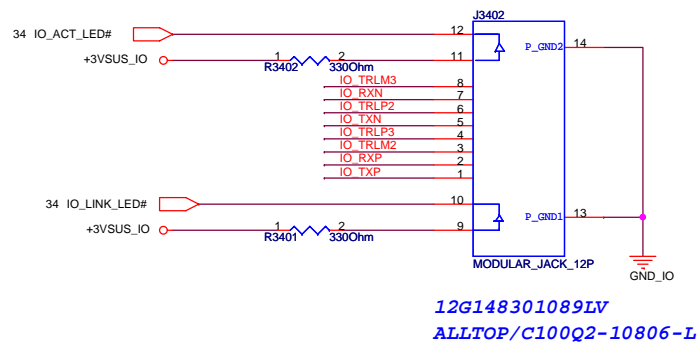 J3402
34 IO_ACT_LED# 12 P_GND2 14
+3VSUS_IO 1 2 11
R3402 330Ohm
IO_TRLM3 8
IO_RXN 7
IO_TRLP2 6
IO_TXN 5
IO_TRLP3 4
IO_TRLM2 3
IO_RXP 2
IO_TXP 1
34 IO_LINK_LED# 10
P_GND1 13
+3VSUS_IO 1 2 9
R3401 330Ohm
MODULAR_JACK_12P
GND_IO
12G148301089LV
ALLTOP/C100Q2-10806-L